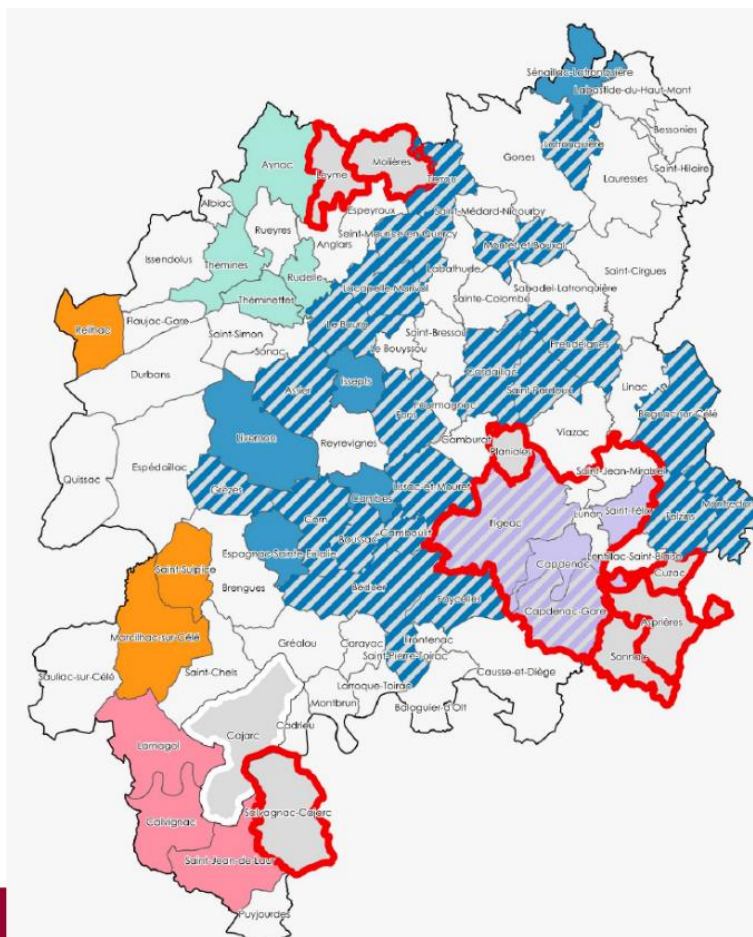 Sénaillac-Latronquière
Labastide-du-Haut-Mont
Bessonies
Latronquière
Saint-Hilaire
Lauresses
Gorses
Molières
Leyme
Terrou
Aynac
Albiac
Rueyres
Espeyroux
Saint-Médard-Nicourby
Anglars
Saint-Maurice-en-Quercy
Montet-et-Bouxal
Issendolus
Thémines
Labathude
Saint-Cirgues
Rudelle
Lacapelle-Marival
Sabadel-Latronquière
Sainte-Colombe
Théminettes
Reilhac
Flaujac-Gare
Le Bourg
Saint-Simon
Saint-Bressou
Prendeignes
Sonac
Le Bouyssou
Cardaillac
Durbans
Issepts
Saint-Perdoux
Linac
Assier
Fourmagnac
Fons
Bagnac-sur-Célé
Livernon
Reyrevignes
Camburat
Viazac
Planioles
Espédaillac
Saint-Jean-Mirabel
Quissac
Grèzes
Cambes
Lissac-et-Mouret
Montredon
Corn
Figeac
Lunan
Saint-Félix
Felzins
Boussac
Camboulit
Espagnac-Sainte-Eulalie
Lentillac-Saint-Blaise
Saint-Sulpice
Capdenac
Cuzac
Brengues
Béduer
Faycelles
Marcilhac-sur-Célé
Capdenac-Gare
Asprières
Gréalou
Carayac
Frontenac
Saint-Pierre-Toirac
Sonnac
Sauliac-sur-Célé
Saint-Chels
Larroque-Toirac
Causse-et-Diège
Montbrun
Balaguier-d'Olt
Larnagol
Cajarc
Cadrieu
Salvagnac-Cajarc
Calvignac
Saint-Jean-de-Laur
Puyjourdes